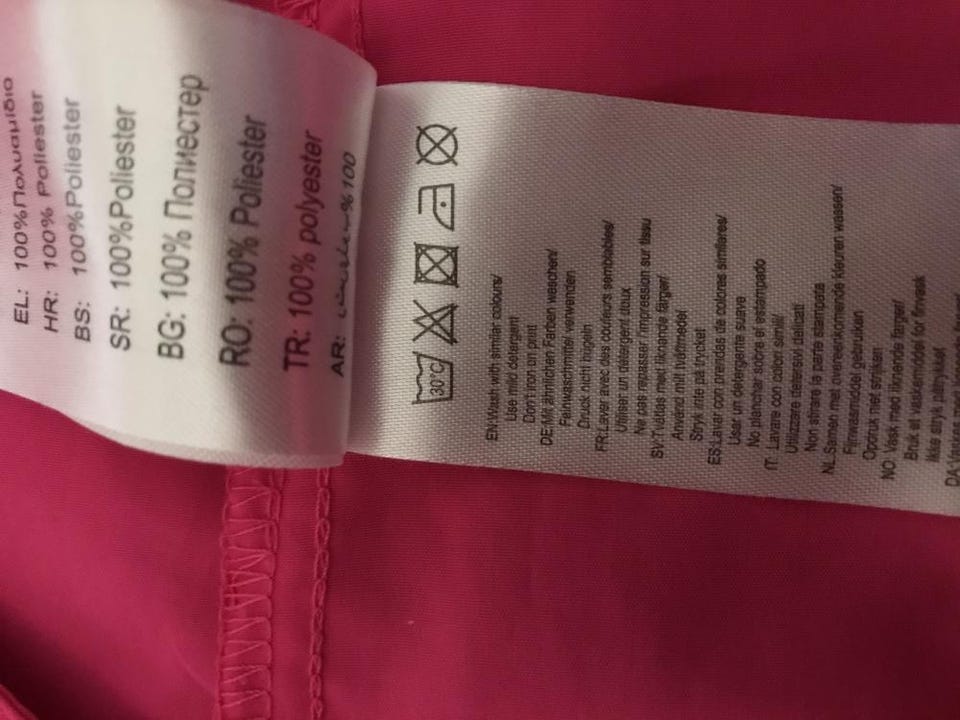 EL: 100%Πολυαμίδιο
HR: 100% Poliester
BS: 100%Poliester
SR: 100%Poliester
BG: 100% Полиестер
RO: 100% Poliester
TR: 100% polyester
AR: %100
30°C
EN:Wash with similar colours/
Use mild detergent
Don't iron on print
DE:Mit ähnlichen Farben waschen/
Feinwaschmittel verwenden
Druck nicht bügeln
FR:Laver avec des couleurs semblables/
Utiliser un détergent doux
Ne pas repasser l'impression sur tissu
SV:Tvättas med liknande färger/
Använd milt tvättmedel
Stryk inte på trycket
ES:Lavar con prendas de colores similares/
Usar un detergente suave
No planchar sobre el estampado
IT: Lavare con colori simili/
Utilizzare detersivi delicati
Non stirare la parte stampata
NL:Samen met overeenkomende kleuren wassen/
Fijnwasmiddel gebruiken
Opdruk niet strijken
NO: Vask med liknende farger/
Bruk et vaskemiddel for finvask
Ikke stryk på trykket